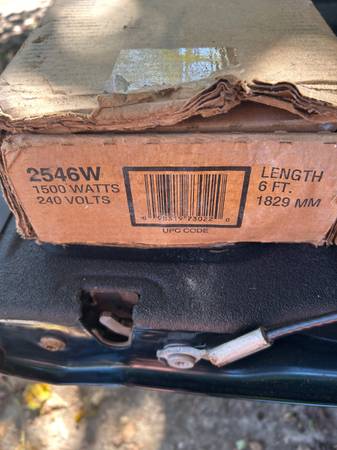 2546W
1500 WATTS
240 VOLTS
UPC CODE
LENGTH
6 FT.
1829 MM